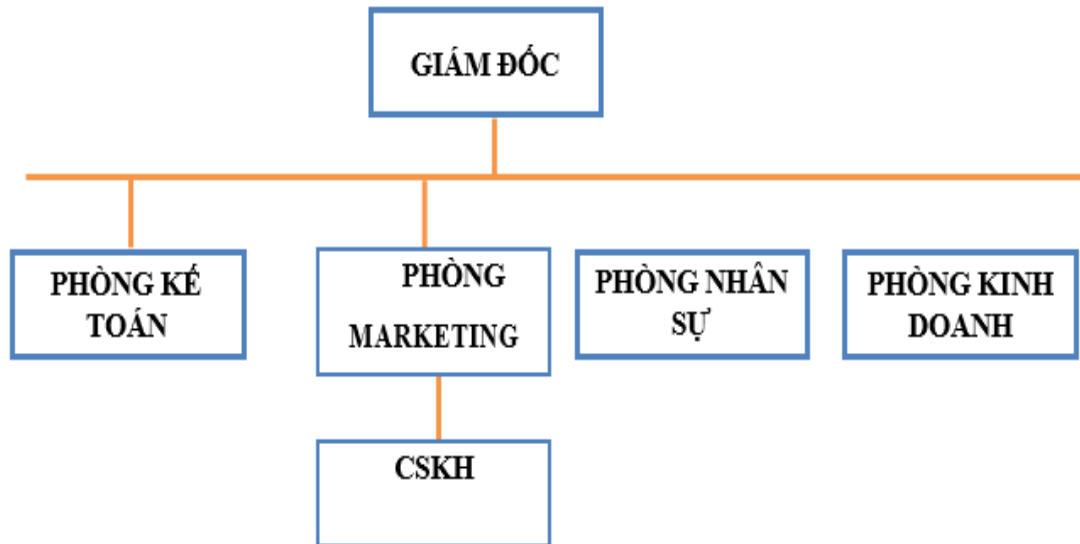 GIÁM ĐỐC
PHÒNG KẾ
TOÁN
PHÒNG
MARKETING
PHÒNG NHÂN
SỰ
PHÒNG KINH
DOANH
CSKH